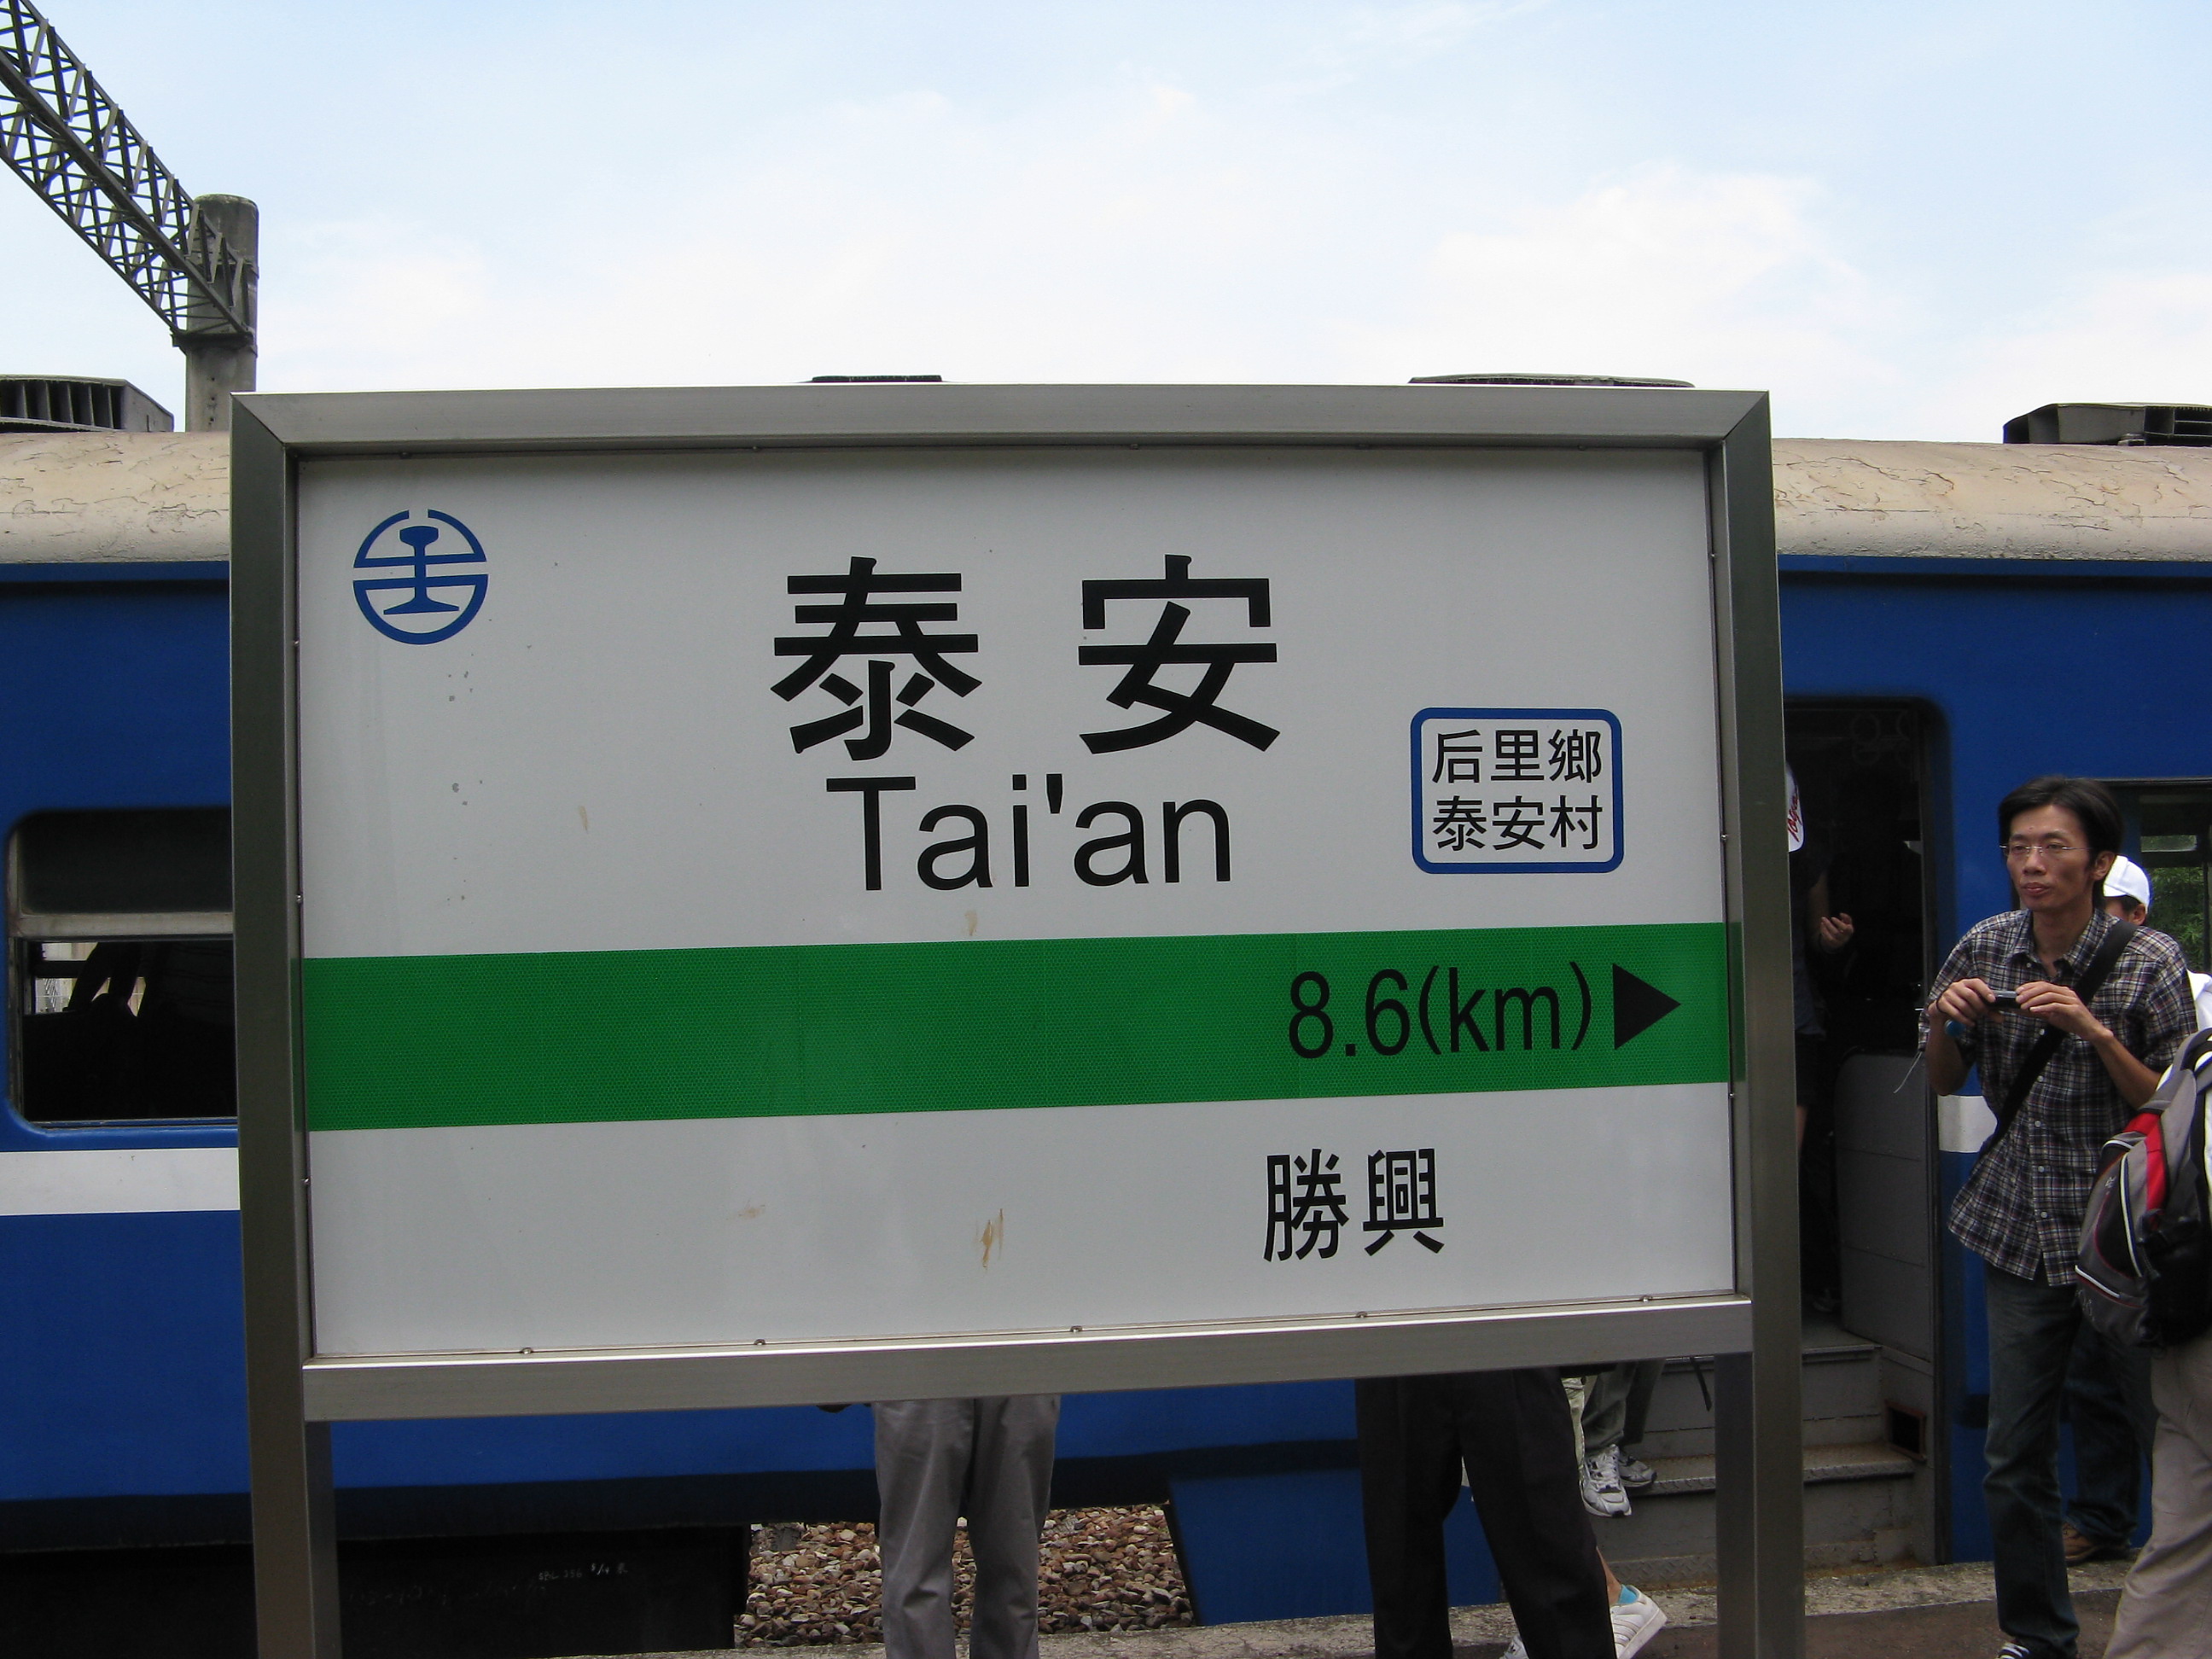 泰安
Tai'an
后里鄉
泰安村
8.6(km)
勝興